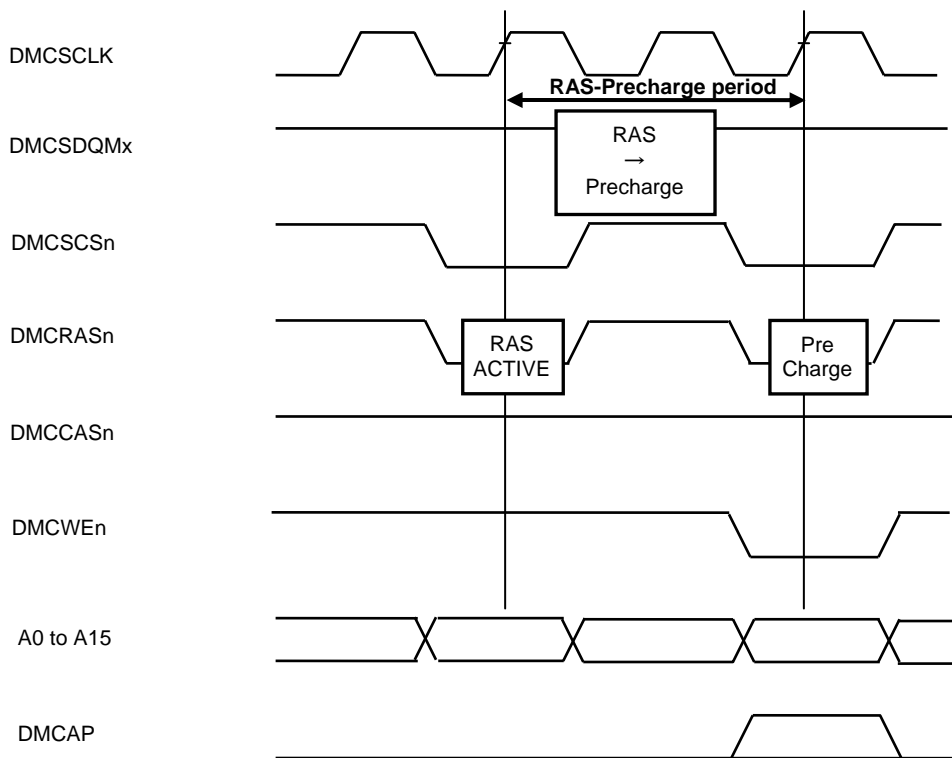 DMCSCLK
RAS-Precharge period
DMCSDQMx
RAS
→
Precharge
DMCSCSn
DMCRASn
RAS
ACTIVE
Pre
Charge
DMCCASn
DMCWEn
A0 to A15
DMCAP